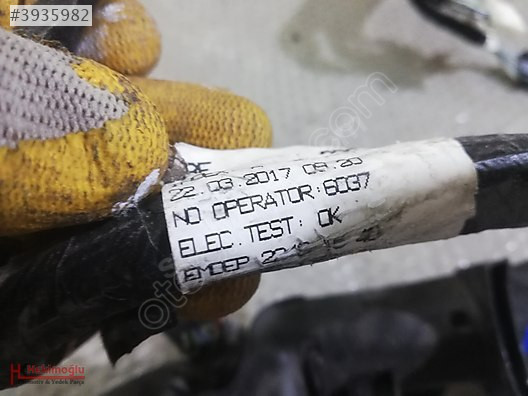 #3935982
22.03.2017 09.20
NO OPERATOR:6037
ELEC.TEST: OK
EMDEP